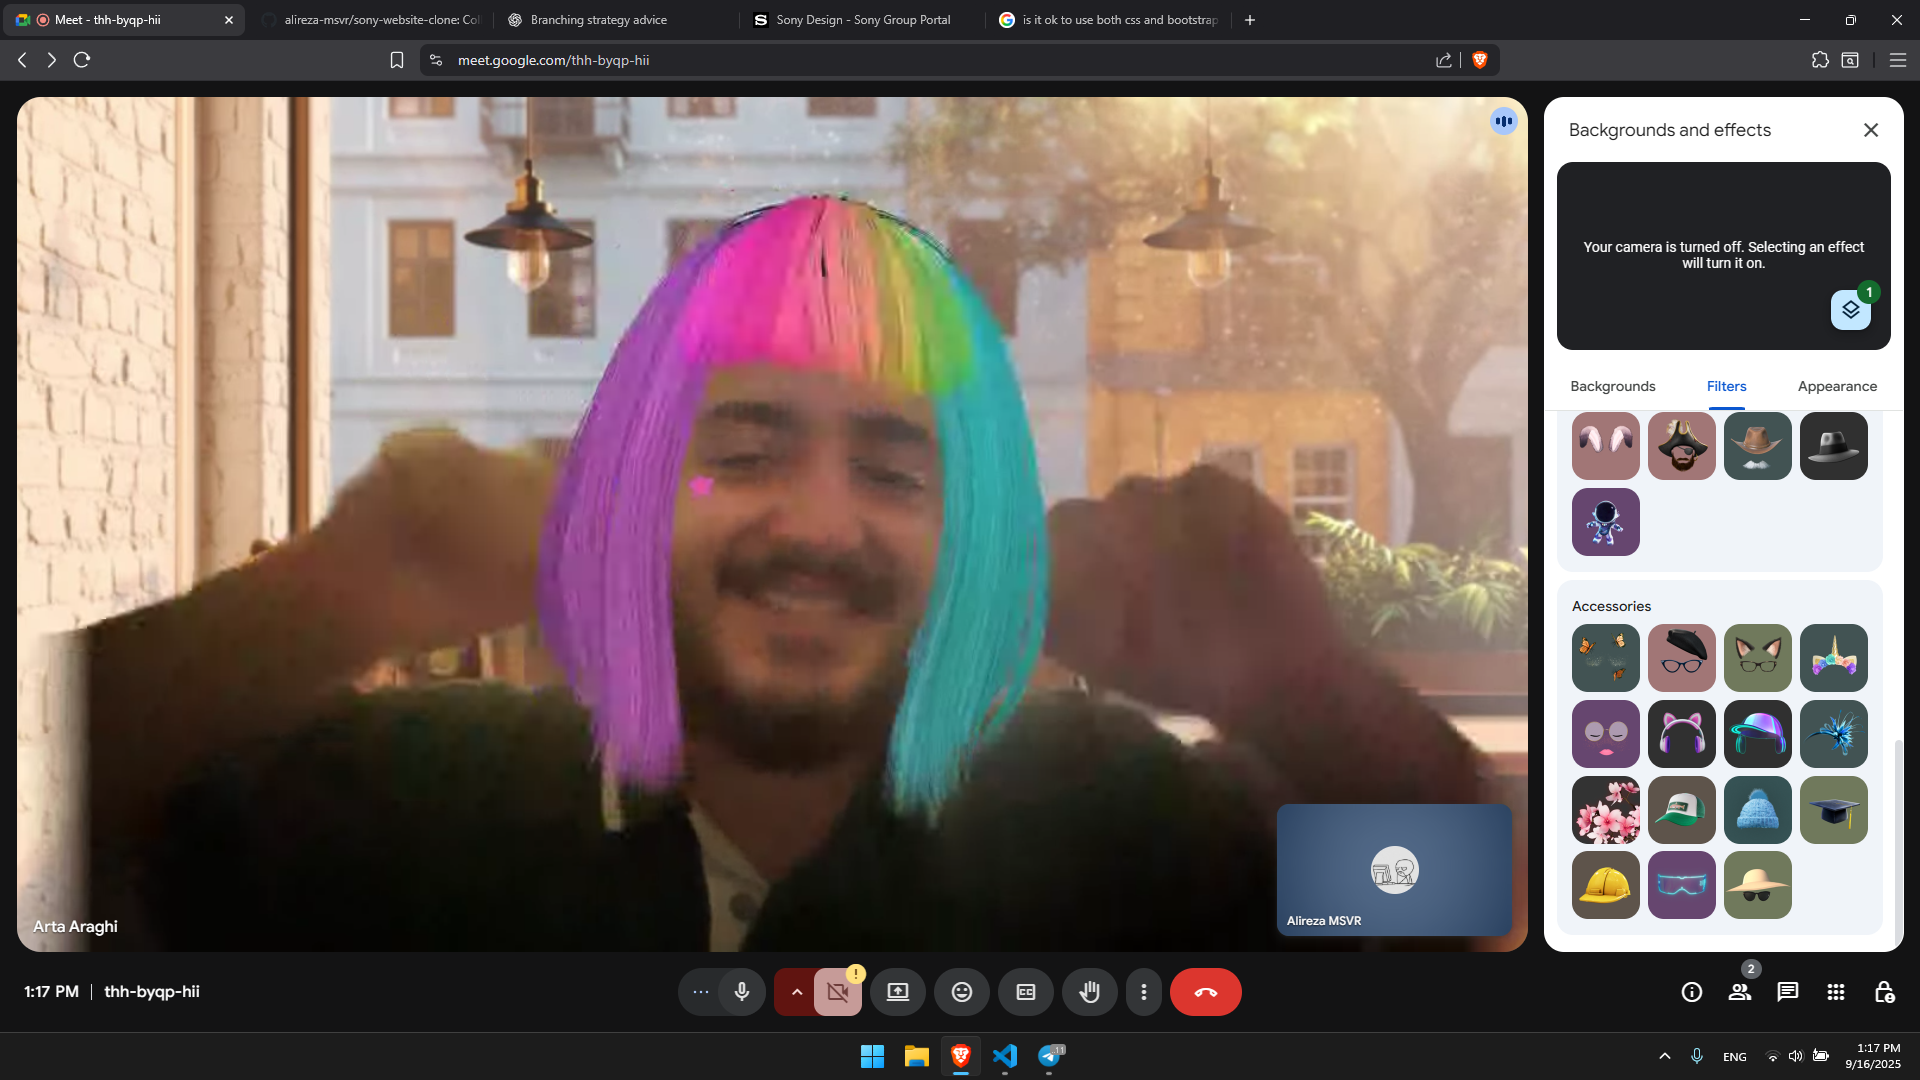 Meet - thh-byqp-hii
alireza-msvr/sony-website-clone: Col
Branching strategy advice
Sony Design - Sony Group Portal
is it ok to use both css and bootstrap
meet.google.com/thh-byqp-hii
Backgrounds and effects
Your camera is turned off. Selecting an effect
will turn it on.
1
Backgrounds
Filters
Appearance
Accessories
Arta Araghi
Alireza MSVR
1:17 PM | thh-byqp-hii
!
CC
2
11
ENG
1:17 PM
9/16/2025